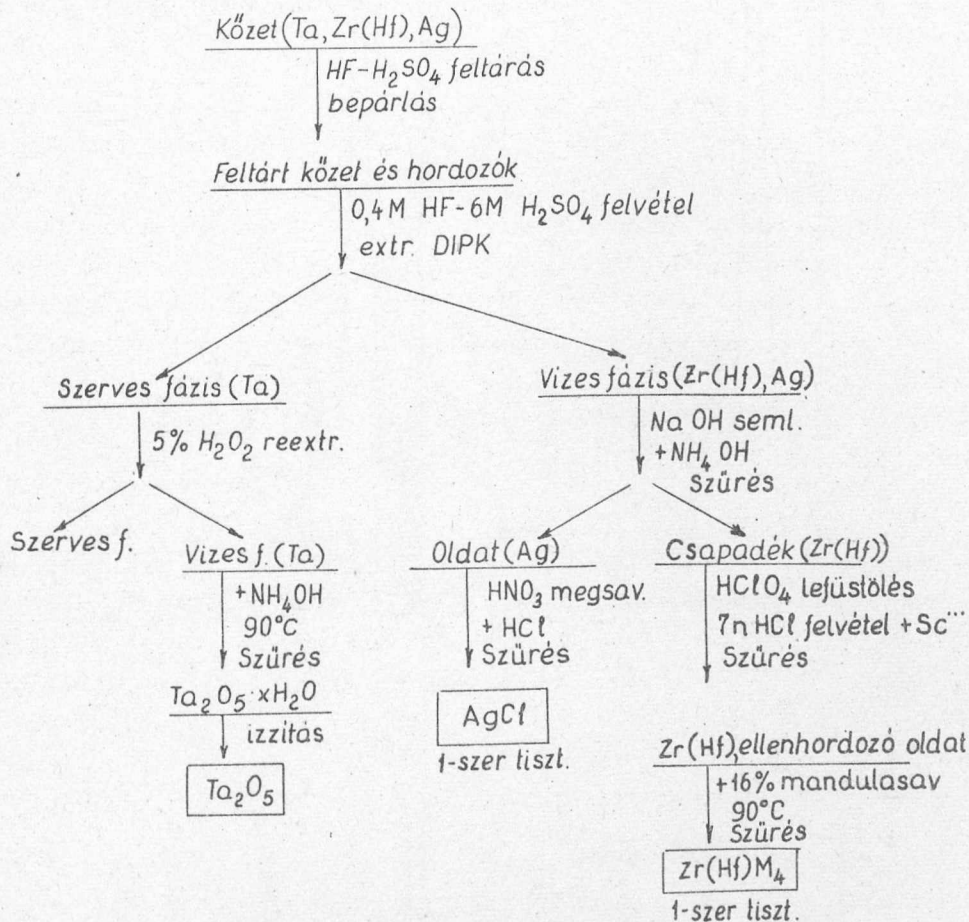 Kőzet(Ta,Zr(Hf),Ag)
HF-H₂SO₄ feltárás
bepárlás
Feltárt kőzet és hordozók
0,4M HF-6M H₂SO₄ felvétel
extr. DIPK
Szerves fázis(Ta)
5% H₂O₂ reextr.
Szerves f.
Vizes f.(Ta)
+NH₄OH
90°C
Szűrés
Ta₂O₅·xH₂O
izzítás
Ta₂O₅
Vizes fázis(Zr(Hf),Ag)
NaOH seml.
+NH₄OH
Szűrés
Oldat(Ag)
HNO₃ megsav.
+ HCl
Szűrés
AgCl
1-szer tiszt.
Csapadék(Zr(Hf))
HClO₄ lefüstölés
7n HCl felvétel +Sc···
Szűrés
Zr(Hf),ellenhordozó oldat
+16% mandulasav
90°C
Szűrés
Zr(Hf)M₄
1-szer tiszt.